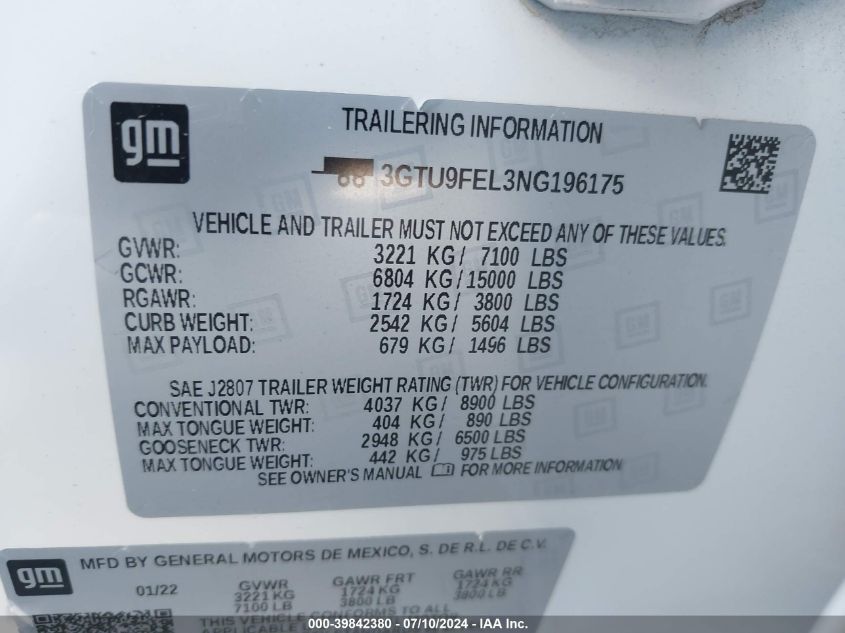 gm
TRAILERING INFORMATION
3GTU9FEL3NG196175
VEHICLE AND TRAILER MUST NOT EXCEED ANY OF THESE VALUES.
GVWR: 3221 KG/ 7100 LBS
GCWR: 6804 KG/ 15000 LBS
RGAWR: 1724 KG/ 3800 LBS
CURB WEIGHT: 2542 KG/ 5604 LBS
MAX PAYLOAD: 679 KG/ 1496 LBS
SAE J2807 TRAILER WEIGHT RATING (TWR) FOR VEHICLE CONFIGURATION.
CONVENTIONAL TWR: 4037 KG/ 8900 LBS
MAX TONGUE WEIGHT: 404 KG/ 890 LBS
GOOSENECK TWR: 2948 KG/ 6500 LBS
MAX TONGUE WEIGHT: 442 KG/ 975 LBS
SEE OWNER'S MANUAL FOR MORE INFORMATION
gm
MFD BY GENERAL MOTORS DE MEXICO, S. DE R.L. DE C.V.
01/22 GVWR GAWR FRT GAWR RR
3221 KG 1724 KG 1724 KG
7100 LB 3800 LB 3800 LB
THIS VEHICLE CONFORMS TO ALL
000-39842380 - 07/10/2024 - IAA Inc.